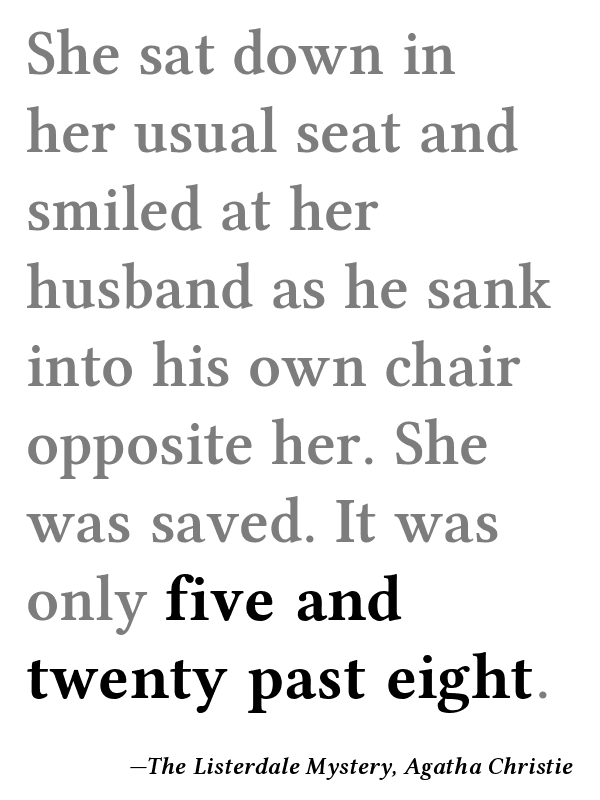 She sat down in
her usual seat and
smiled at her
husband as he sank
into his own chair
opposite her. She
was saved. It was
only five and
twenty past eight.
—The Listerdale Mystery, Agatha Christie